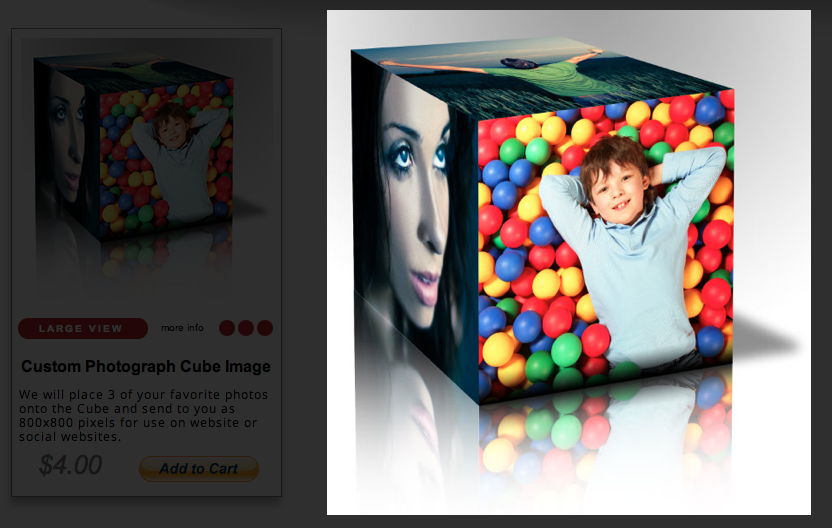 LARGE VIEW more info
Custom Photograph Cube Image
We will place 3 of your favorite photos
onto the Cube and send to you as
800x800 pixels for use on website or
social websites.
$4.00 Add to Cart